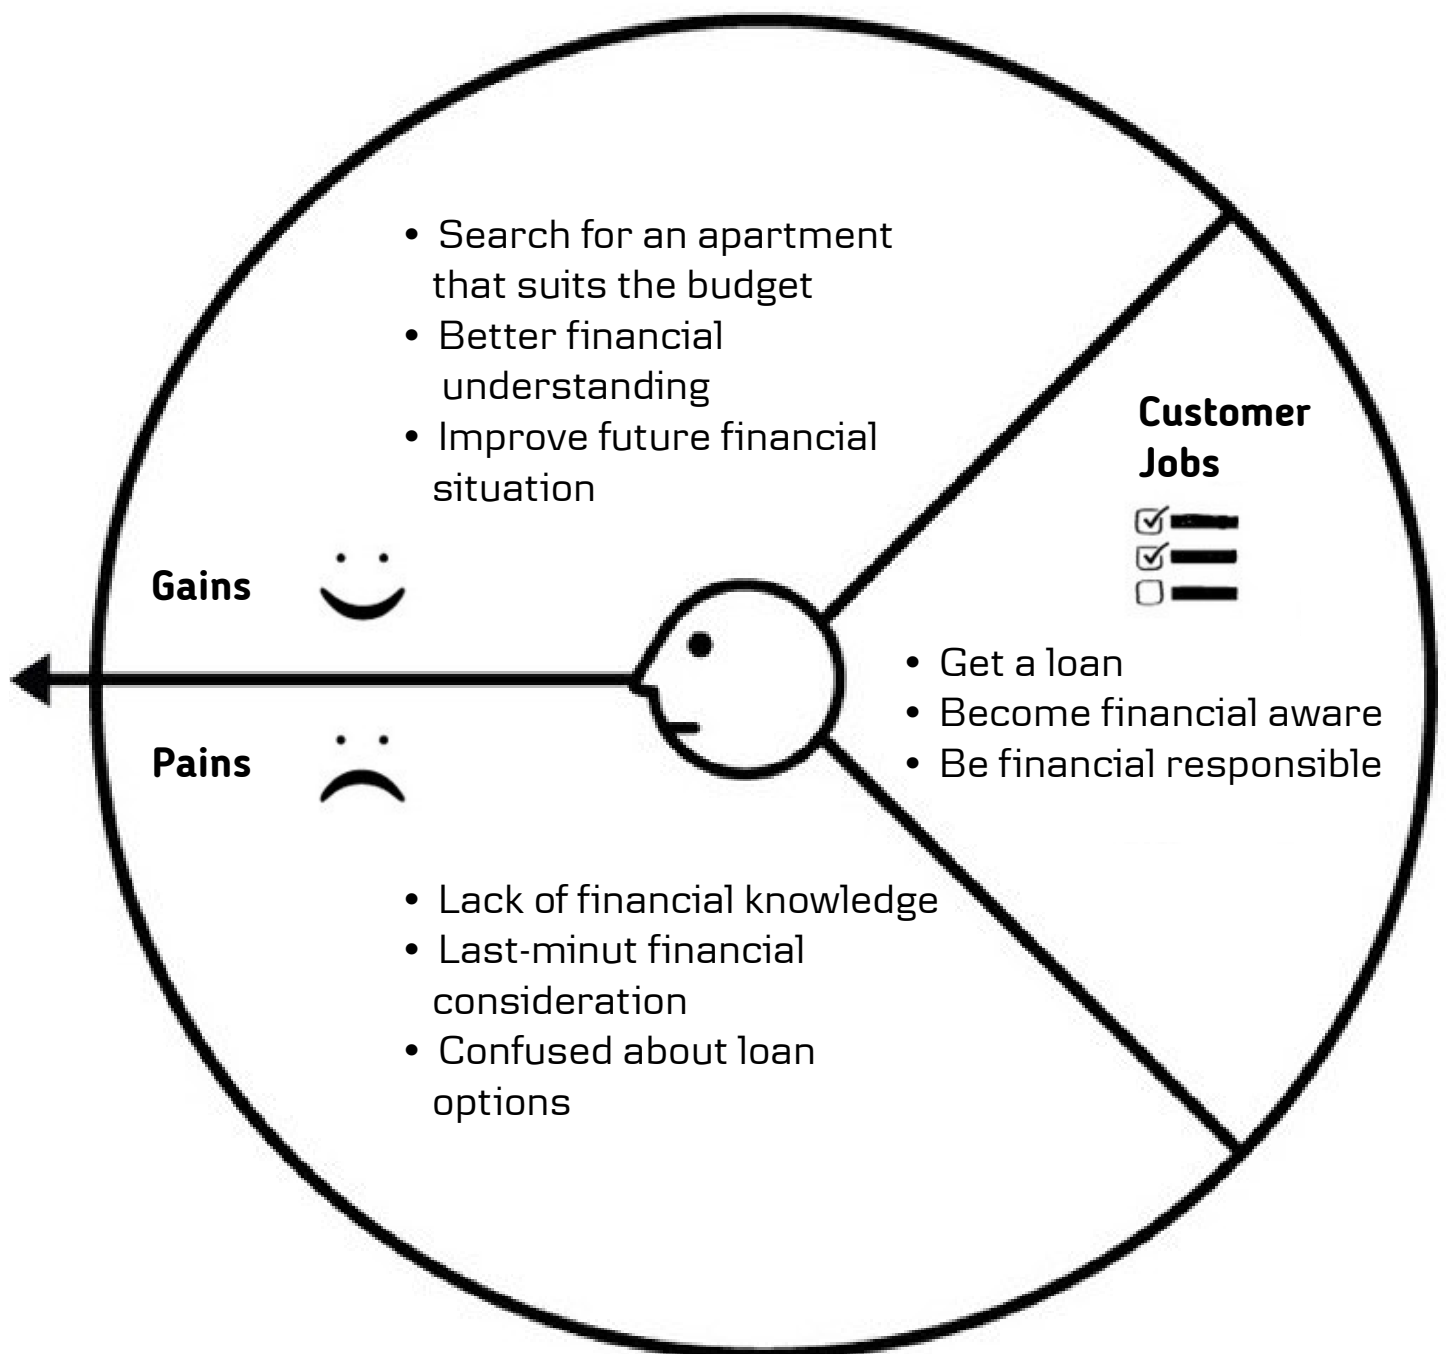 • Search for an apartment
that suits the budget
• Better financial
understanding
• Improve future financial
situation
Gains
Customer
Jobs
• Get a loan
• Become financial aware
• Be financial responsible
Pains
• Lack of financial knowledge
• Last-minut financial
consideration
• Confused about loan
options